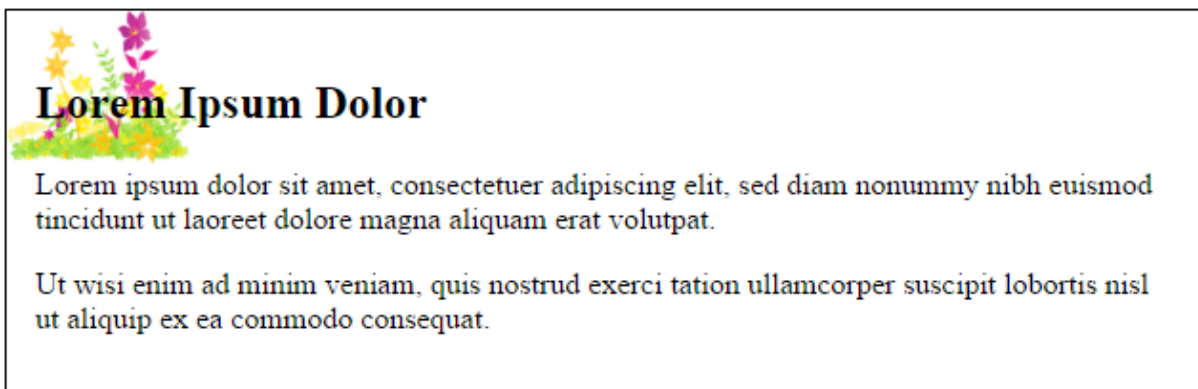 Lorem Ipsum Dolor
Lorem ipsum dolor sit amet, consectetuer adipiscing elit, sed diam nonummy nibh euismod
tincidunt ut laoreet dolore magna aliquam erat volutpat.
Ut wisi enim ad minim veniam, quis nostrud exerci tation ullamcorper suscipit lobortis nisl
ut aliquip ex ea commodo consequat.